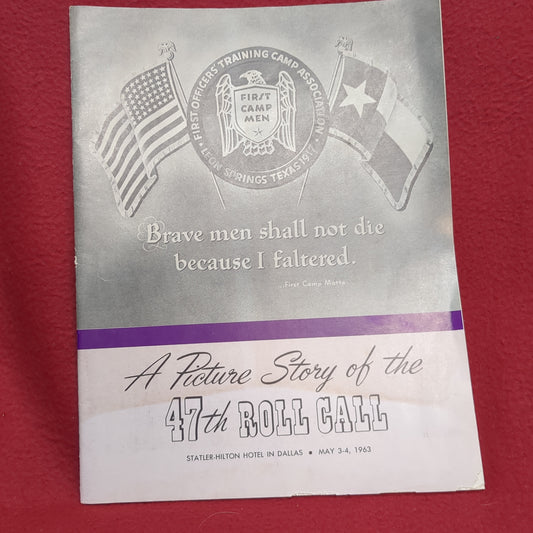 FIRST OFFICERS' TRAINING CAMP ASSOCIATION
LEON SPRINGS TEXAS 1917
FIRST
CAMP
MEN
Brave men shall not die
because I faltered.
...First Camp Motto
A Picture Story of the
47th ROLL CALL
STATLER-HILTON HOTEL IN DALLAS • MAY 3-4, 1963